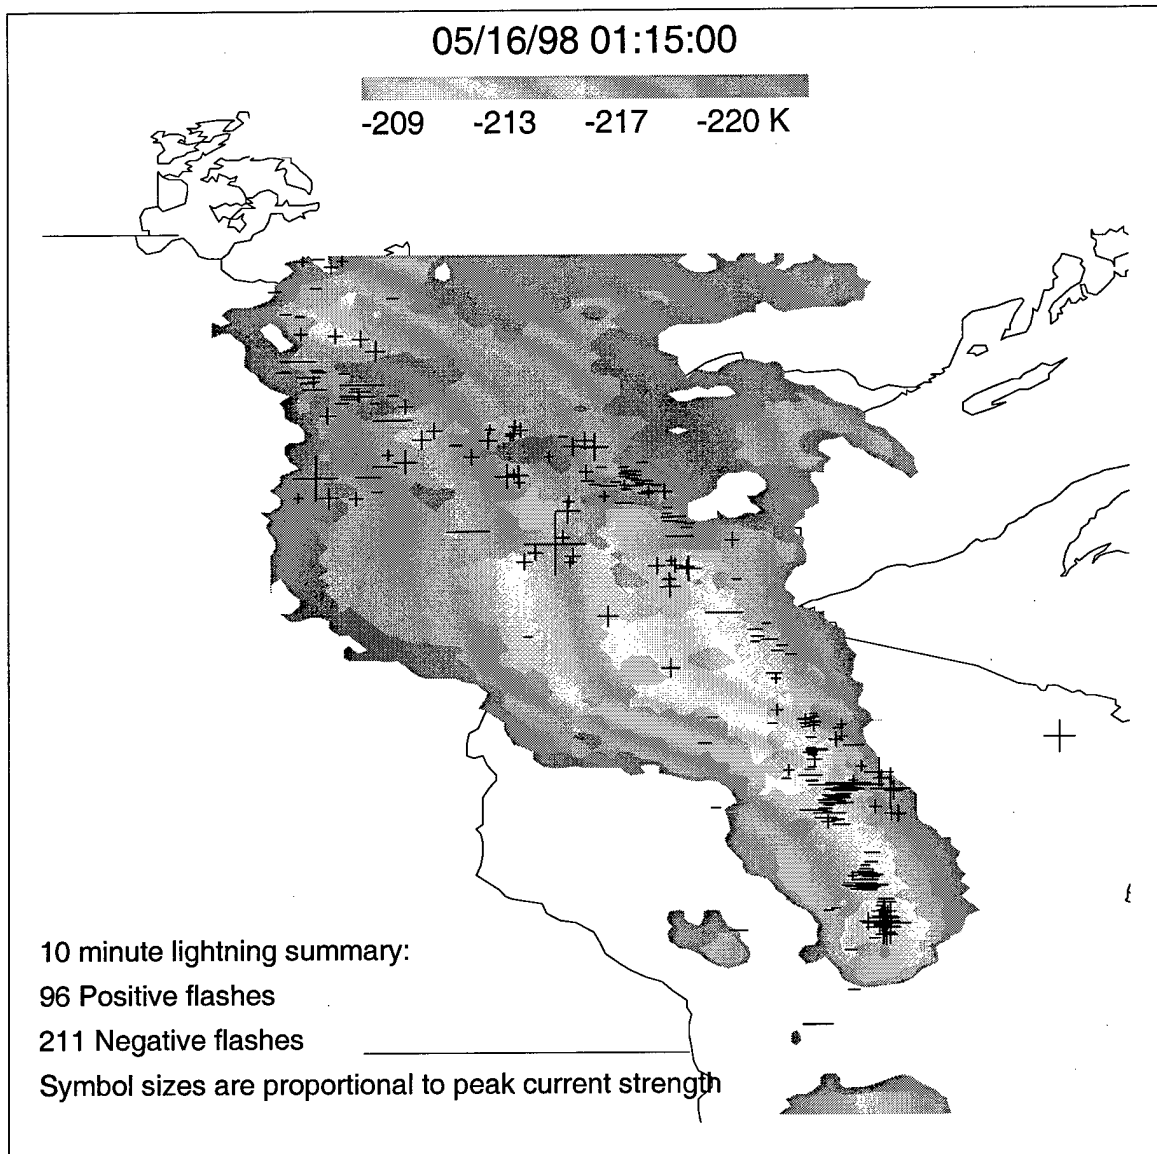 05/16/98 01:15:00
-209 -213 -217 -220 K
10 minute lightning summary:
96 Positive flashes
211 Negative flashes
Symbol sizes are proportional to peak current strength